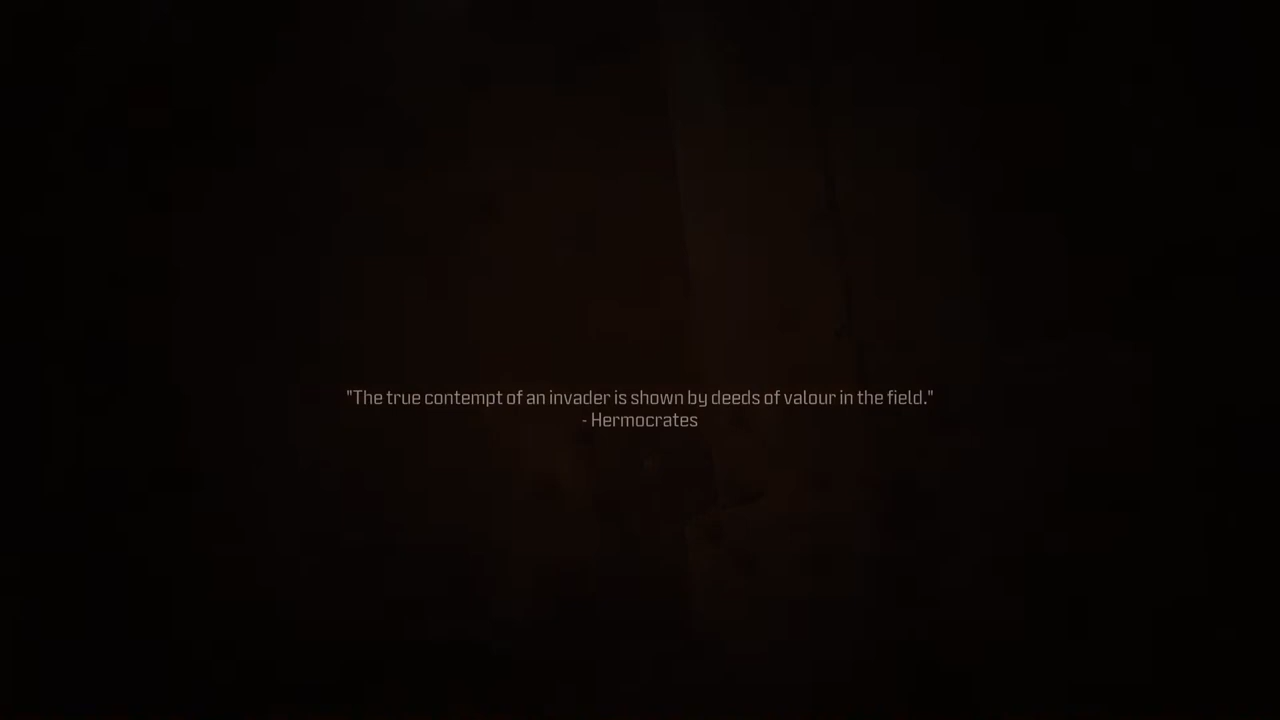 "The true contempt of an invader is shown by deeds of valour in the field."
- Hermocrates